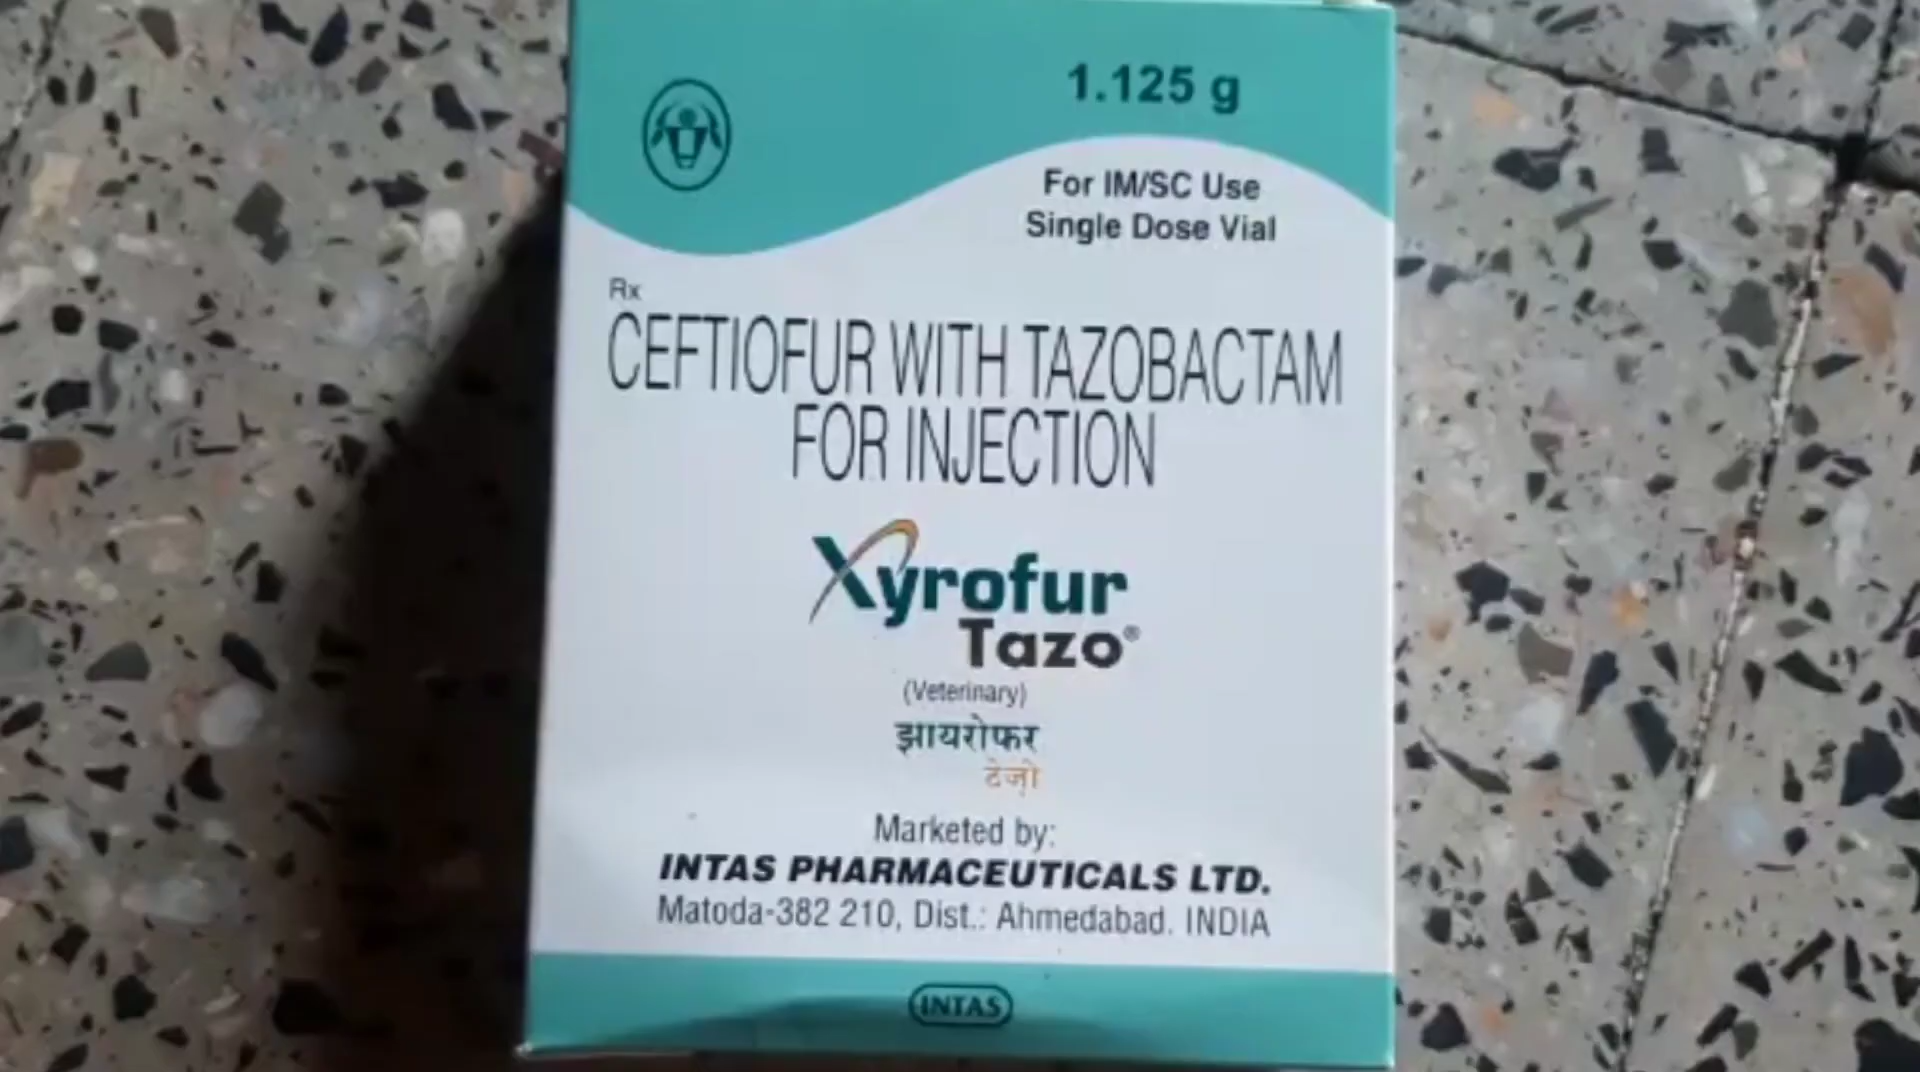 1.125 g
For IM/SC Use
Single Dose Vial
Rx
CEFTIOFUR WITH TAZOBACTAM
FOR INJECTION
Xyrofur
Tazo®
(Veterinary)
झायरोफर
टेज़ो
Marketed by:
INTAS PHARMACEUTICALS LTD.
Matoda-382 210, Dist.: Ahmedabad. INDIA
INTAS